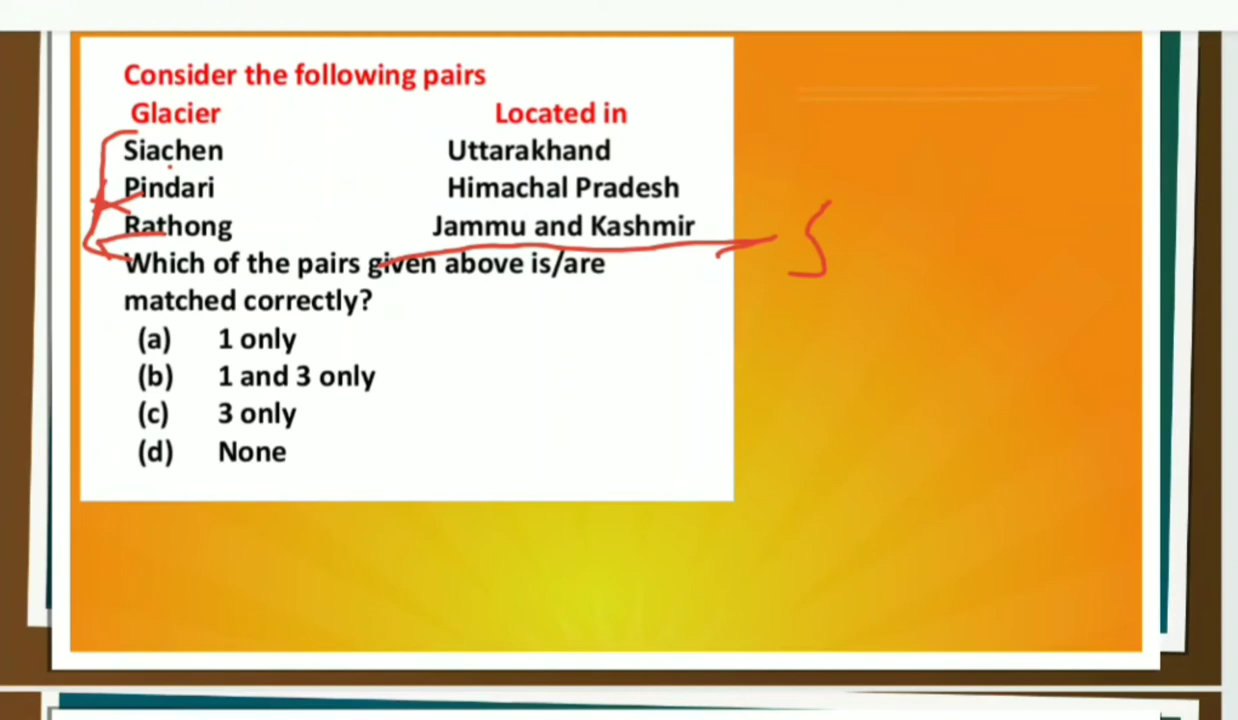 Consider the following pairs
Glacier Located in
Siachen Uttarakhand
Pindari Himachal Pradesh
Rathong Jammu and Kashmir
Which of the pairs given above is/are
matched correctly?
(a) 1 only
(b) 1 and 3 only
(c) 3 only
(d) None
S